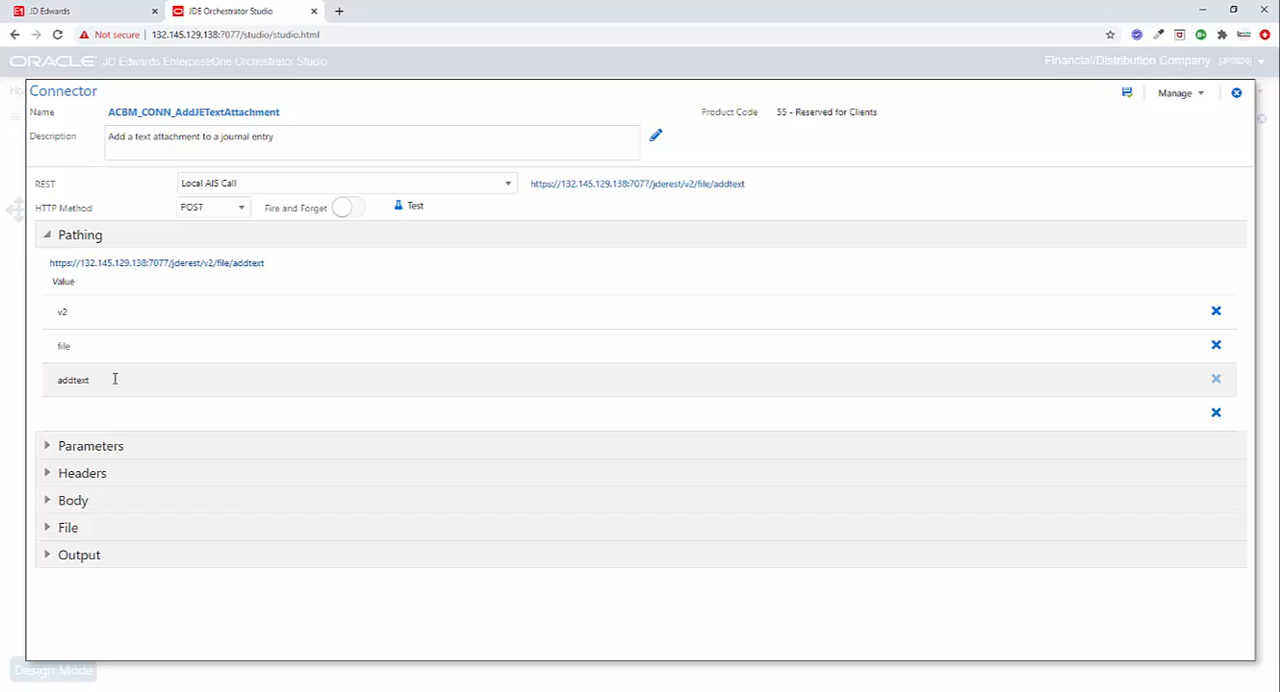 JD Edwards
JDE Orchestrator Studio
Not secure 132.145.129.138:7077/studio/studio.html
ORACLE JD Edwards EnterpriseOne Orchestrator Studio
Financial/Distribution Company
Connector
Manage
Name ACBM_CONN_AddJETextAttachment Product Code 55 - Reserved for Clients
Description Add a text attachment to a journal entry
REST Local AIS Call https://132.145.129.138:7077/jderest/v2/file/addtext
HTTP Method POST Fire and Forget Test
Pathing
https://132.145.129.138:7077/jderest/v2/file/addtext
Value
v2
file
addtext
Parameters
Headers
Body
File
Output
Design Mode